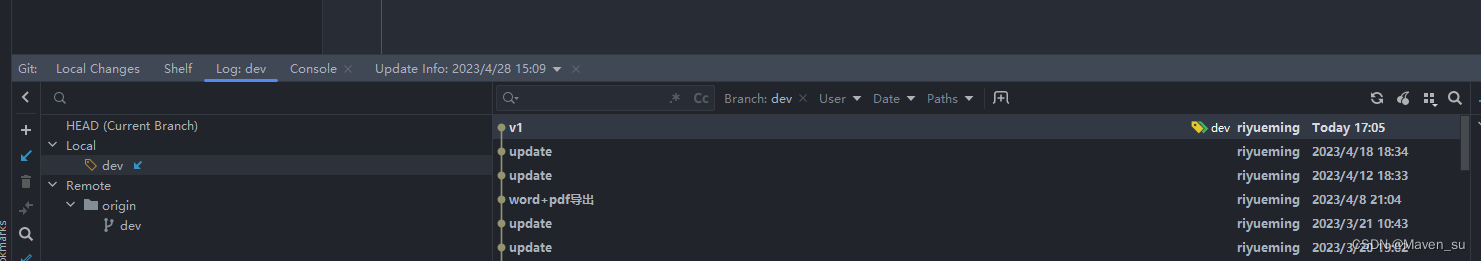 Git: Local Changes Shelf Log: dev Console Update Info: 2023/4/28 15:09
.* Cc Branch: dev User Date Paths
HEAD (Current Branch)
Local
dev
Remote
origin
dev
v1 dev riyueming Today 17:05
update riyueming 2023/4/18 18:34
update riyueming 2023/4/12 18:33
word+pdf导出 riyueming 2023/4/8 21:04
update riyueming 2023/3/21 10:43
update riyueming 2023/3/20
CSDN @Maven_su